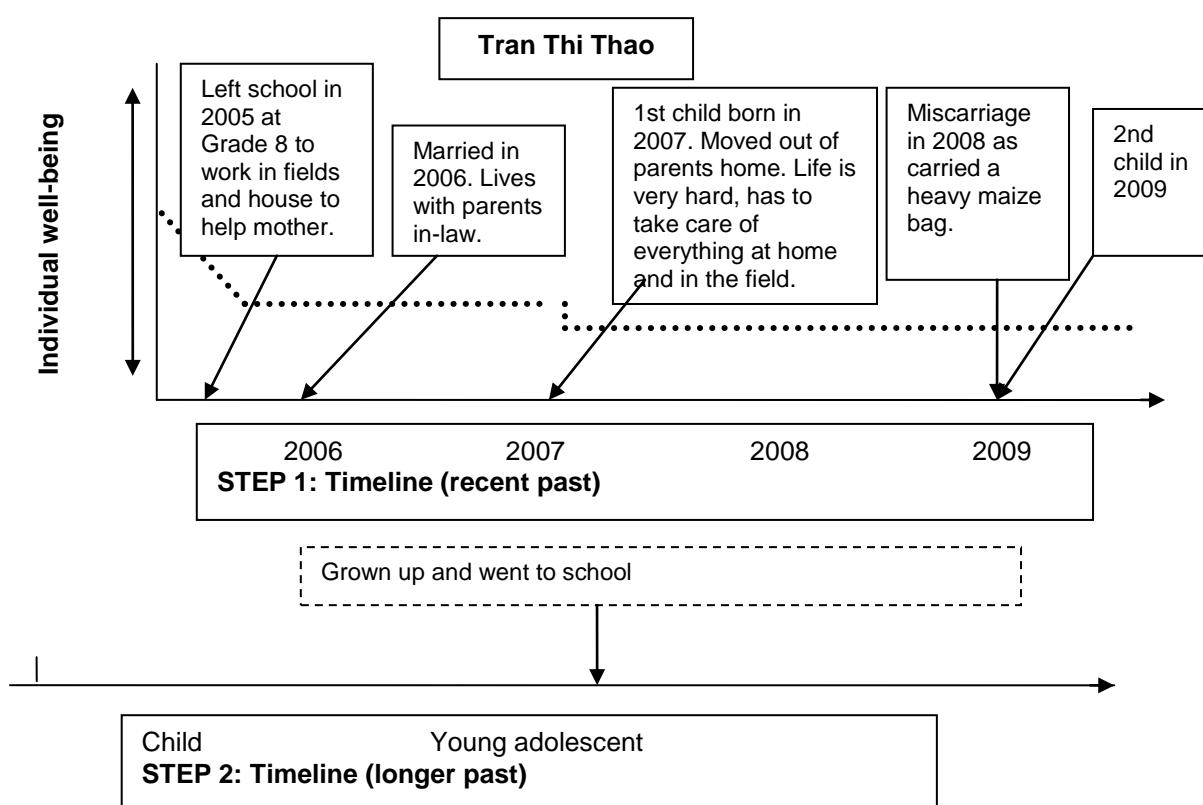 Tran Thi Thao
Individual well-being
Left school in
2005 at
Grade 8 to
work in fields
and house to
help mother.
Married in
2006. Lives
with parents
in-law.
1st child born in
2007. Moved out of
parents home. Life is
very hard, has to
take care of
everything at home
and in the field.
Miscarriage
in 2008 as
carried a
heavy maize
bag.
2nd
child in
2009
2006 2007 2008 2009
STEP 1: Timeline (recent past)
Grown up and went to school
Child Young adolescent
STEP 2: Timeline (longer past)